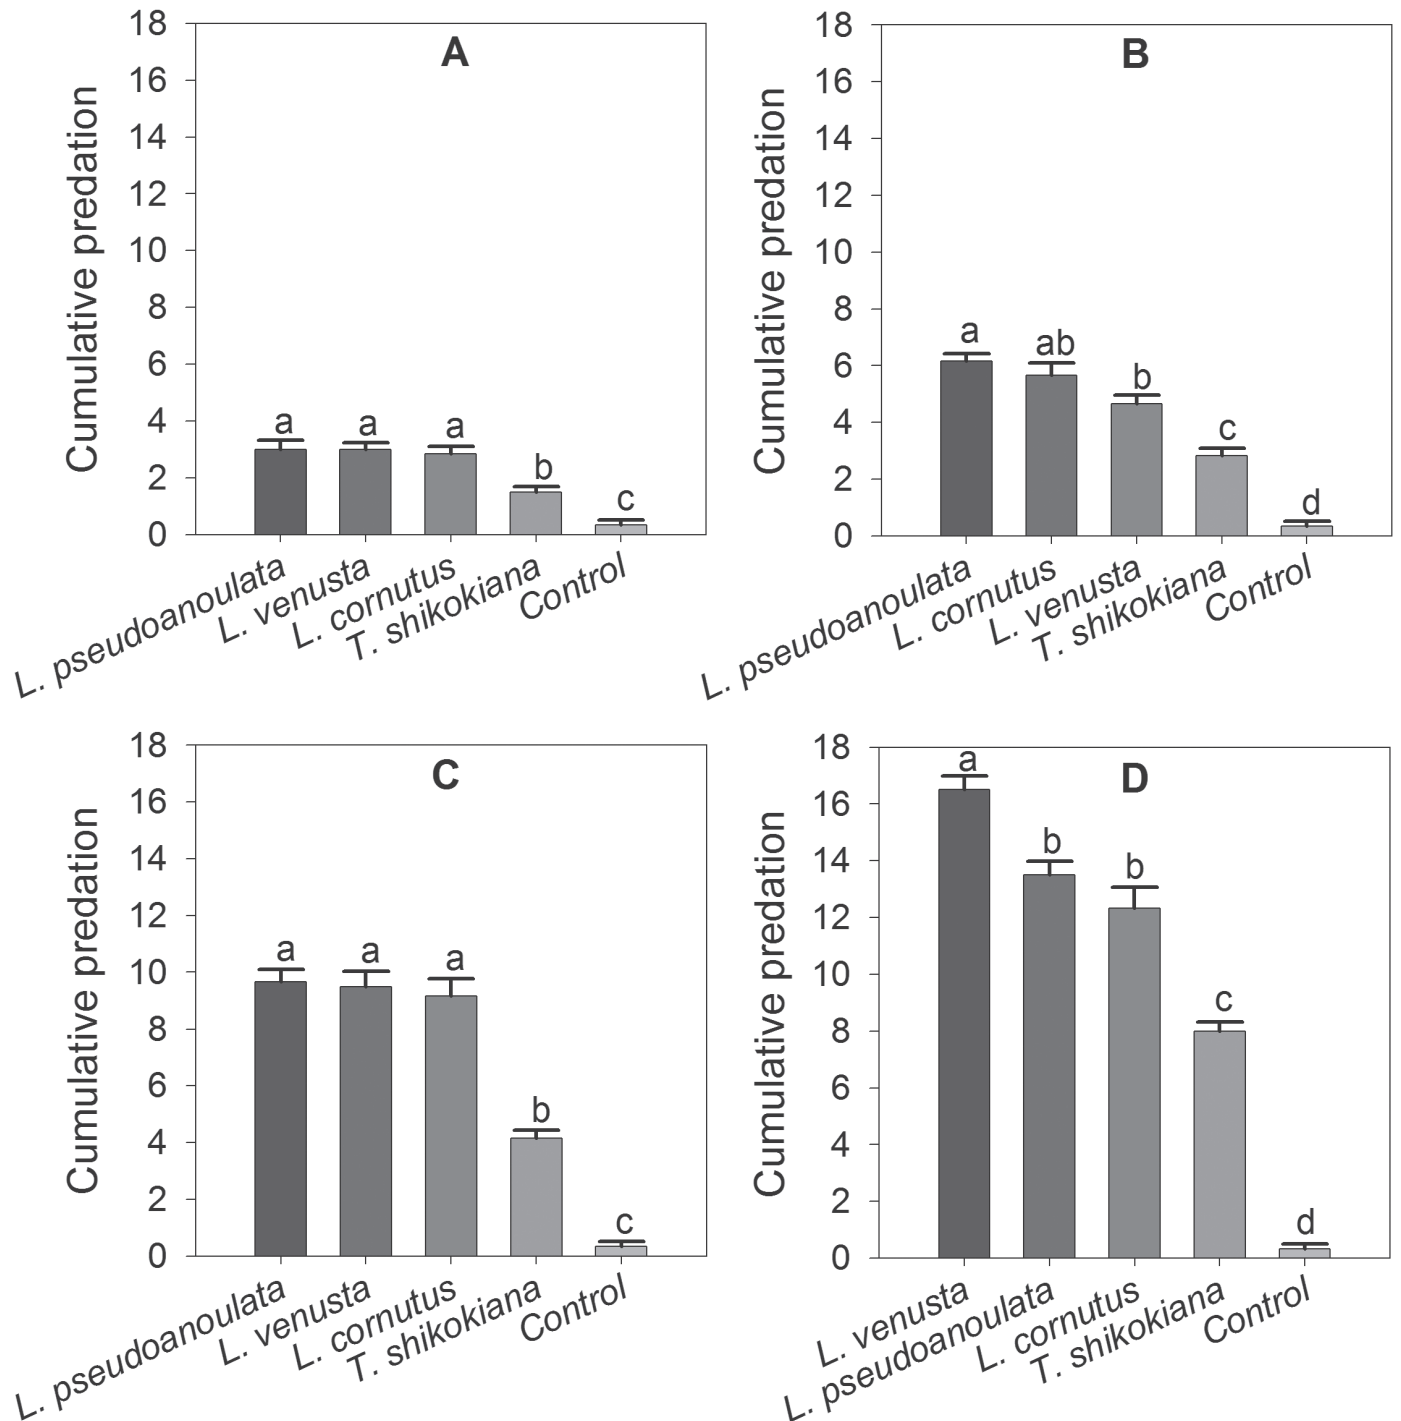 A
Cumulative predation
18
16
14
12
10
8
6
4
2
0
a
a
a
b
c
L. pseudoanoulata
L. venusta
L. cornutus
T. shikokiana
Control
B
Cumulative predation
18
16
14
12
10
8
6
4
2
0
a
ab
b
c
d
L. pseudoanoulata
L. cornutus
L. venusta
T. shikokiana
Control
C
Cumulative predation
18
16
14
12
10
8
6
4
2
0
a
a
a
b
c
L. pseudoanoulata
L. venusta
L. cornutus
T. shikokiana
Control
D
Cumulative predation
18
16
14
12
10
8
6
4
2
0
a
b
b
c
d
L. venusta
L. pseudoanoulata
L. cornutus
T. shikokiana
Control